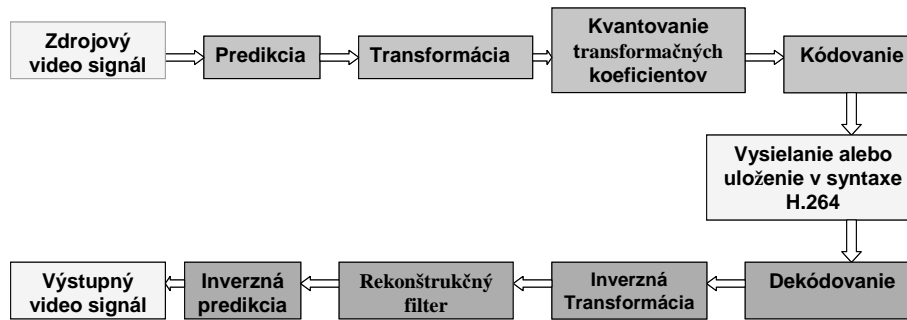 Zdrojový
video signál
Predikcia
Transformácia
Kvantovanie
transformačných
koeficientov
Kódovanie
Vysielanie alebo
uloženie v syntaxe
H.264
Dekódovanie
Inverzná
Transformácia
Rekonštrukčný
filter
Inverzná
predikcia
Výstupný
video signál